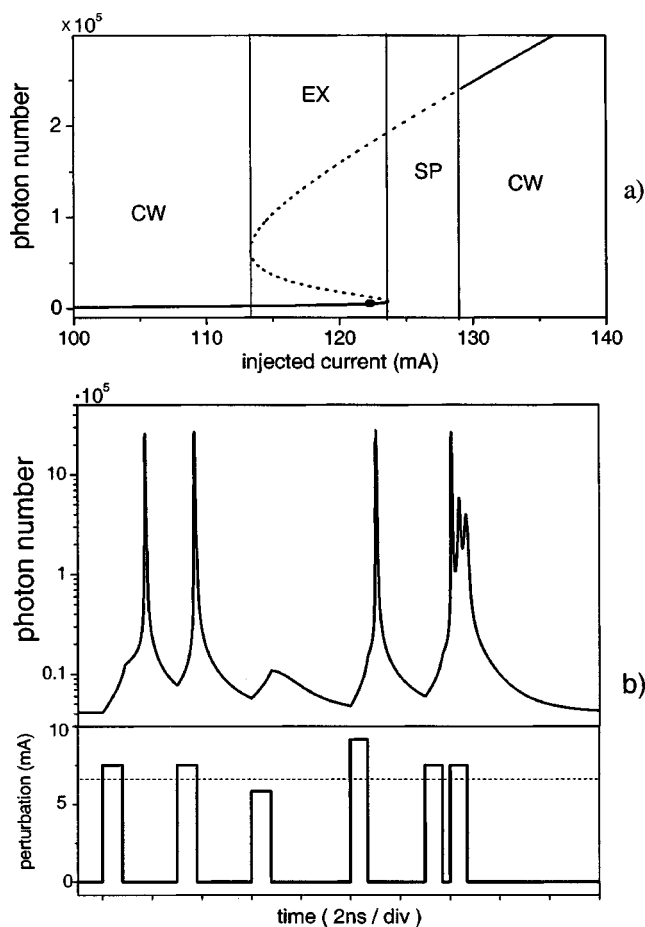 ×10⁵
photon number
2
1
0
EX
CW
SP
CW
a)
100
110
120
130
140
injected current (mA)
·10⁵
photon number
10
1
0.1
b)
perturbation (mA)
10
5
0
time ( 2ns / div )